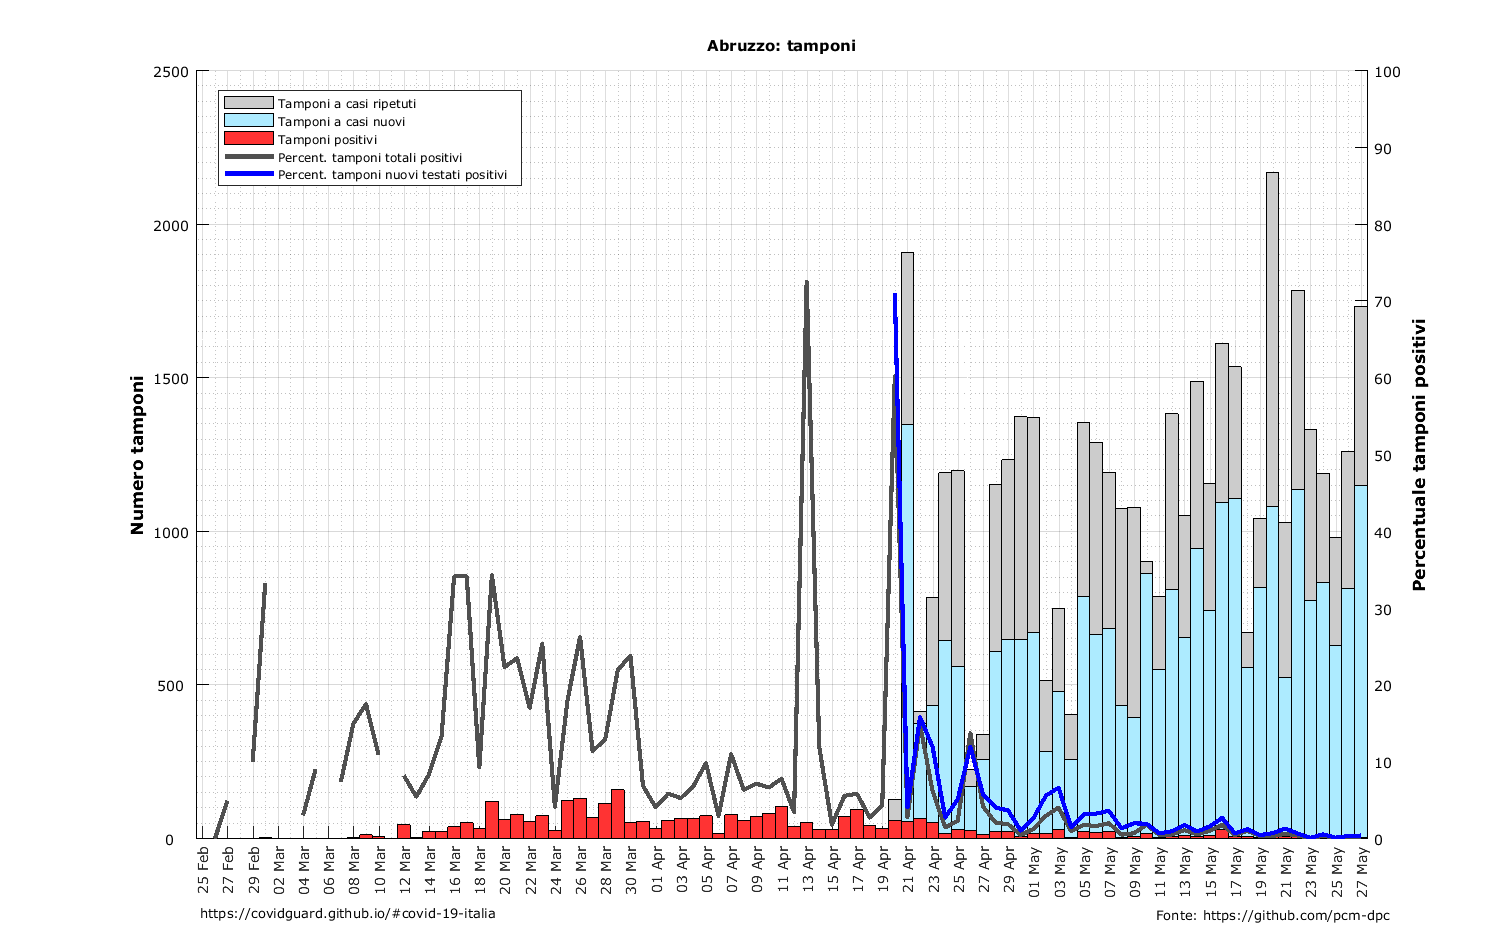 Abruzzo: tamponi
2500
2000
1500
1000
500
0
Numero tamponi
Tamponi a casi ripetuti
Tamponi a casi nuovi
Tamponi positivi
Percent. tamponi totali positivi
Percent. tamponi nuovi testati positivi
100
90
80
70
60
50
40
30
20
10
0
Percentuale tamponi positivi
25 Feb
27 Feb
29 Feb
02 Mar
04 Mar
06 Mar
08 Mar
10 Mar
12 Mar
14 Mar
16 Mar
18 Mar
20 Mar
22 Mar
24 Mar
26 Mar
28 Mar
30 Mar
01 Apr
03 Apr
05 Apr
07 Apr
09 Apr
11 Apr
13 Apr
15 Apr
17 Apr
19 Apr
21 Apr
23 Apr
25 Apr
27 Apr
29 Apr
01 May
03 May
05 May
07 May
09 May
11 May
13 May
15 May
17 May
19 May
21 May
23 May
25 May
27 May
https://covidguard.github.io/#covid-19-italia
Fonte: https://github.com/pcm-dpc